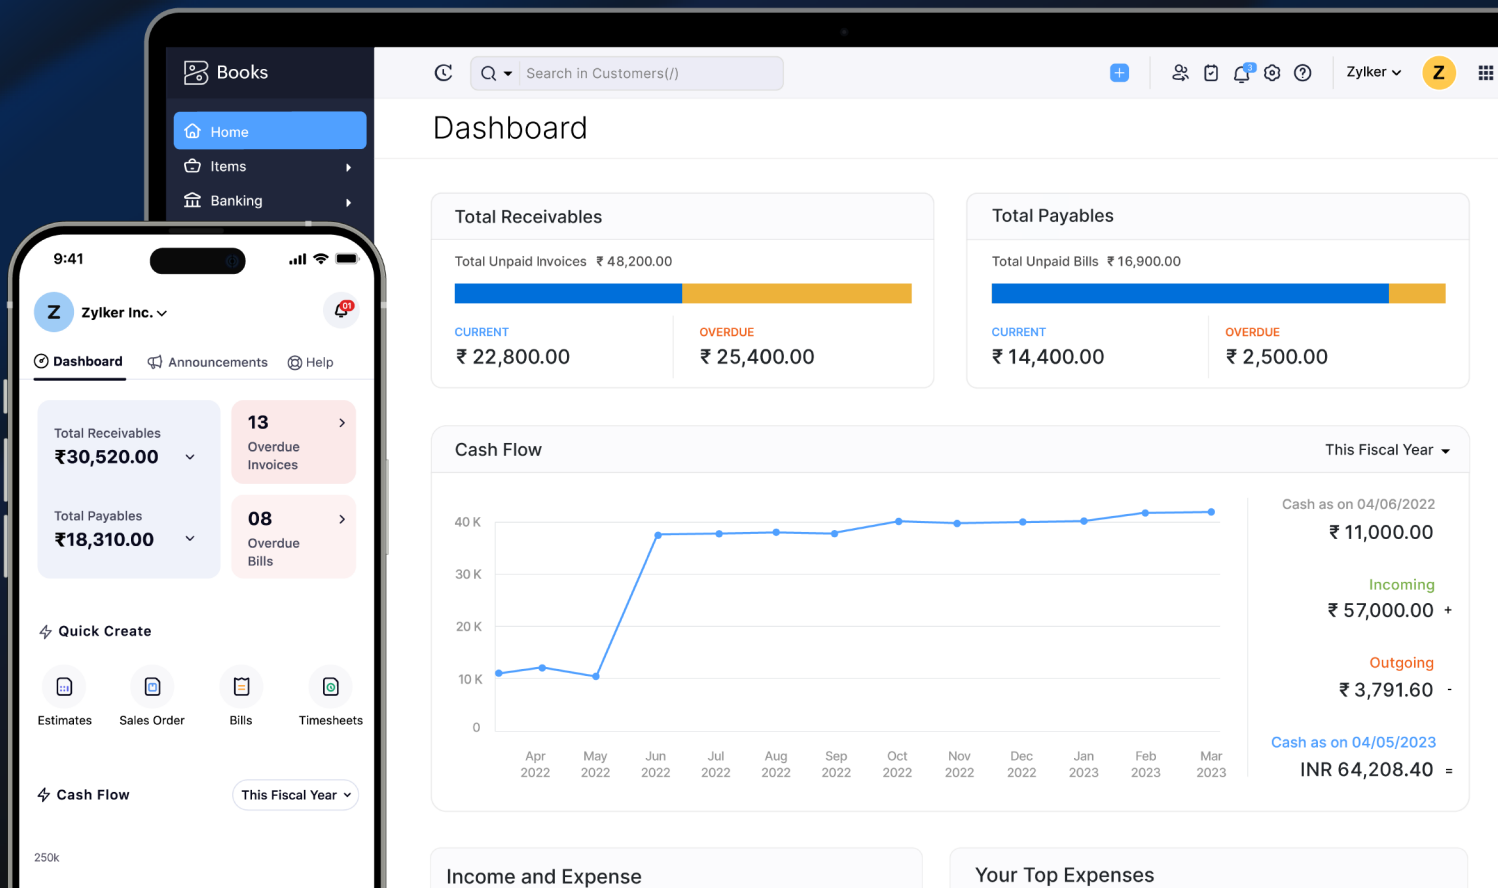 Books
Search in Customers(/)
3
Zylker
Z
Home
Items
Banking
Dashboard
Total Receivables
Total Unpaid Invoices ₹ 48,200.00
CURRENT
₹ 22,800.00
OVERDUE
₹ 25,400.00
Total Payables
Total Unpaid Bills ₹ 16,900.00
CURRENT
₹ 14,400.00
OVERDUE
₹ 2,500.00
Cash Flow
This Fiscal Year
40 K
30 K
20 K
10 K
0
Apr 2022
May 2022
Jun 2022
Jul 2022
Aug 2022
Sep 2022
Oct 2022
Nov 2022
Dec 2022
Jan 2023
Feb 2023
Mar 2023
Cash as on 04/06/2022
₹ 11,000.00
Incoming
₹ 57,000.00 +
Outgoing
₹ 3,791.60 -
Cash as on 04/05/2023
INR 64,208.40 =
Income and Expense
Your Top Expenses
9:41
Z
Zylker Inc.
01
Dashboard
Announcements
Help
Total Receivables
₹30,520.00
Total Payables
₹18,310.00
13
Overdue
Invoices
08
Overdue
Bills
Quick Create
Estimates
Sales Order
Bills
Timesheets
Cash Flow
This Fiscal Year
250k